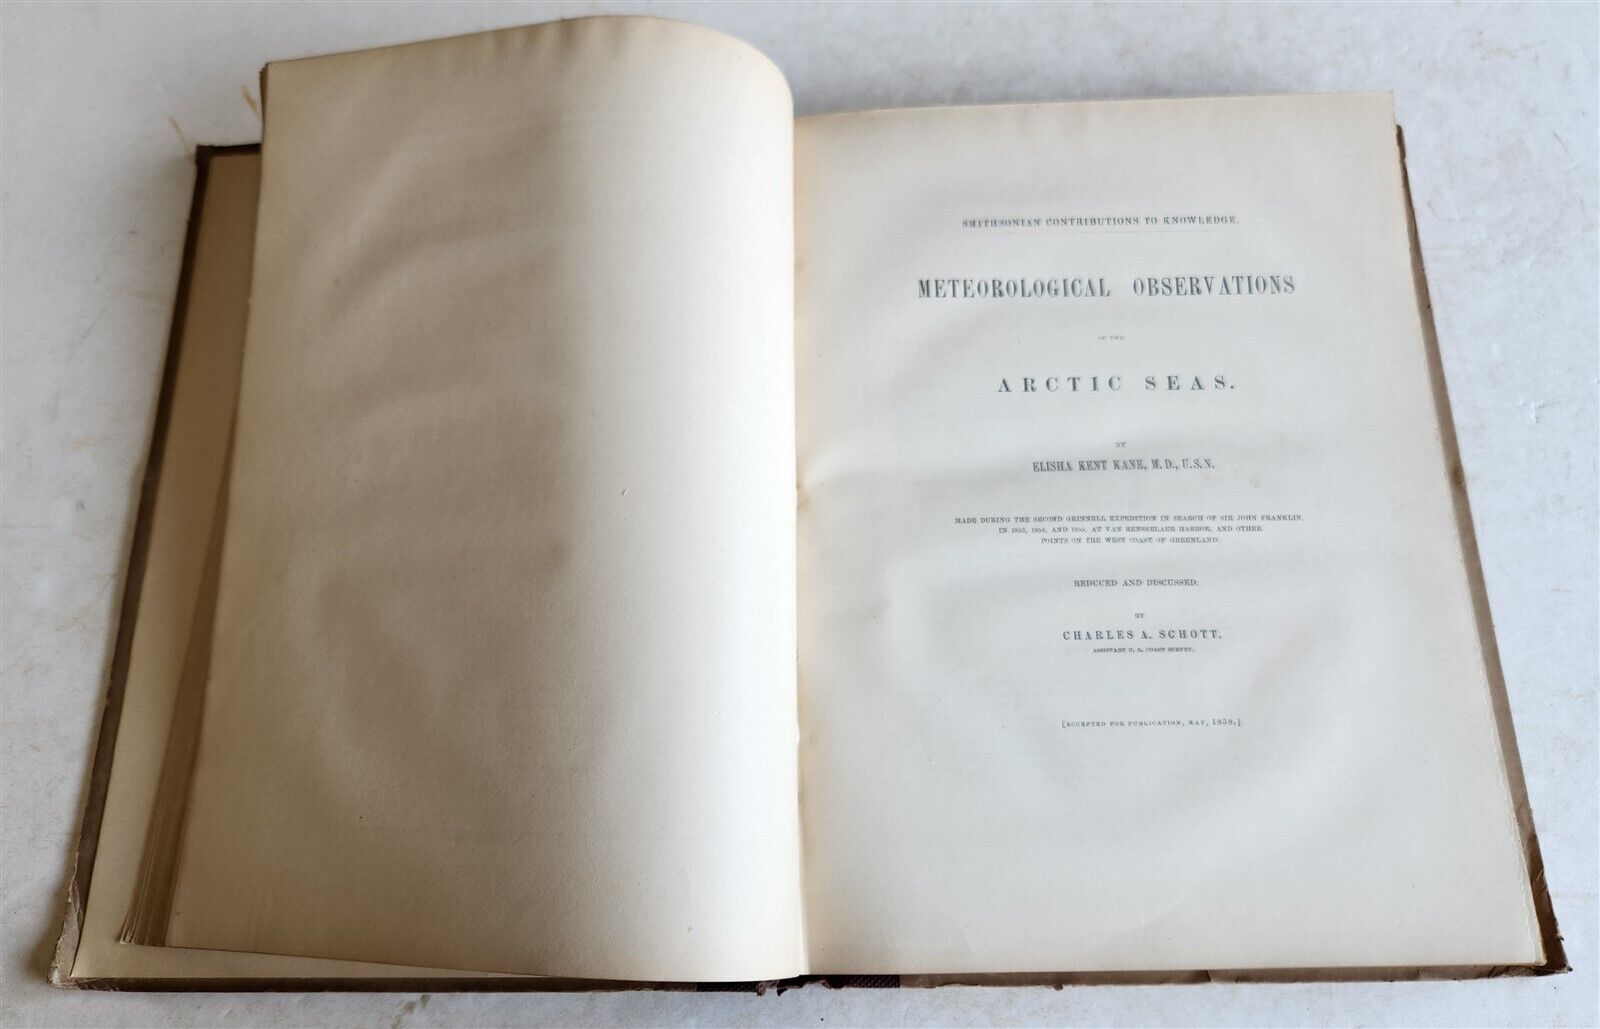 SMITHSONIAN CONTRIBUTIONS TO KNOWLEDGE.
METEOROLOGICAL OBSERVATIONS
IN THE
ARCTIC SEAS.
BY
ELISHA KENT KANE, M.D., U.S.N.
MADE DURING THE SECOND GRINNELL EXPEDITION IN SEARCH OF SIR JOHN FRANKLIN,
IN 1853, 1854, AND 1855, AT VAN RENSSELAER HARBOR, AND OTHER
POINTS ON THE WEST COAST OF GREENLAND.
REDUCED AND DISCUSSED,
BY
CHARLES A. SCHOTT,
ASSISTANT U. S. COAST SURVEY.
[ACCEPTED FOR PUBLICATION, MAY, 1858.]